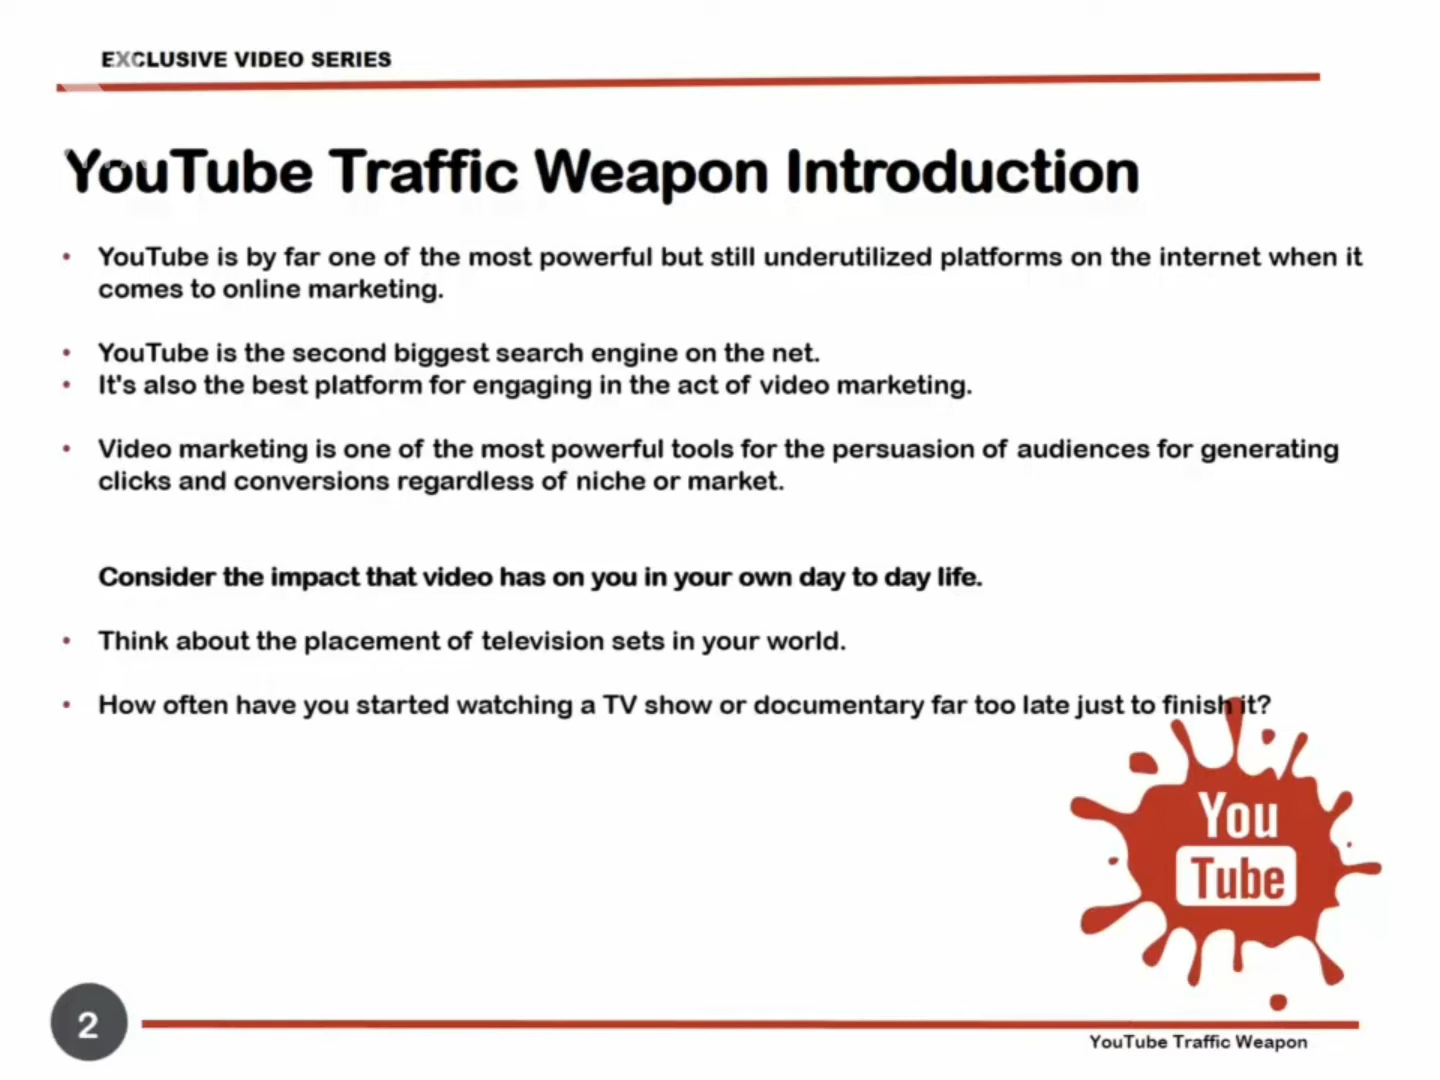 EXCLUSIVE VIDEO SERIES
YouTube Traffic Weapon Introduction
• YouTube is by far one of the most powerful but still underutilized platforms on the internet when it
comes to online marketing.
• YouTube is the second biggest search engine on the net.
• It's also the best platform for engaging in the act of video marketing.
• Video marketing is one of the most powerful tools for the persuasion of audiences for generating
clicks and conversions regardless of niche or market.
Consider the impact that video has on you in your own day to day life.
• Think about the placement of television sets in your world.
• How often have you started watching a TV show or documentary far too late just to finish it?
You
Tube
2
YouTube Traffic Weapon